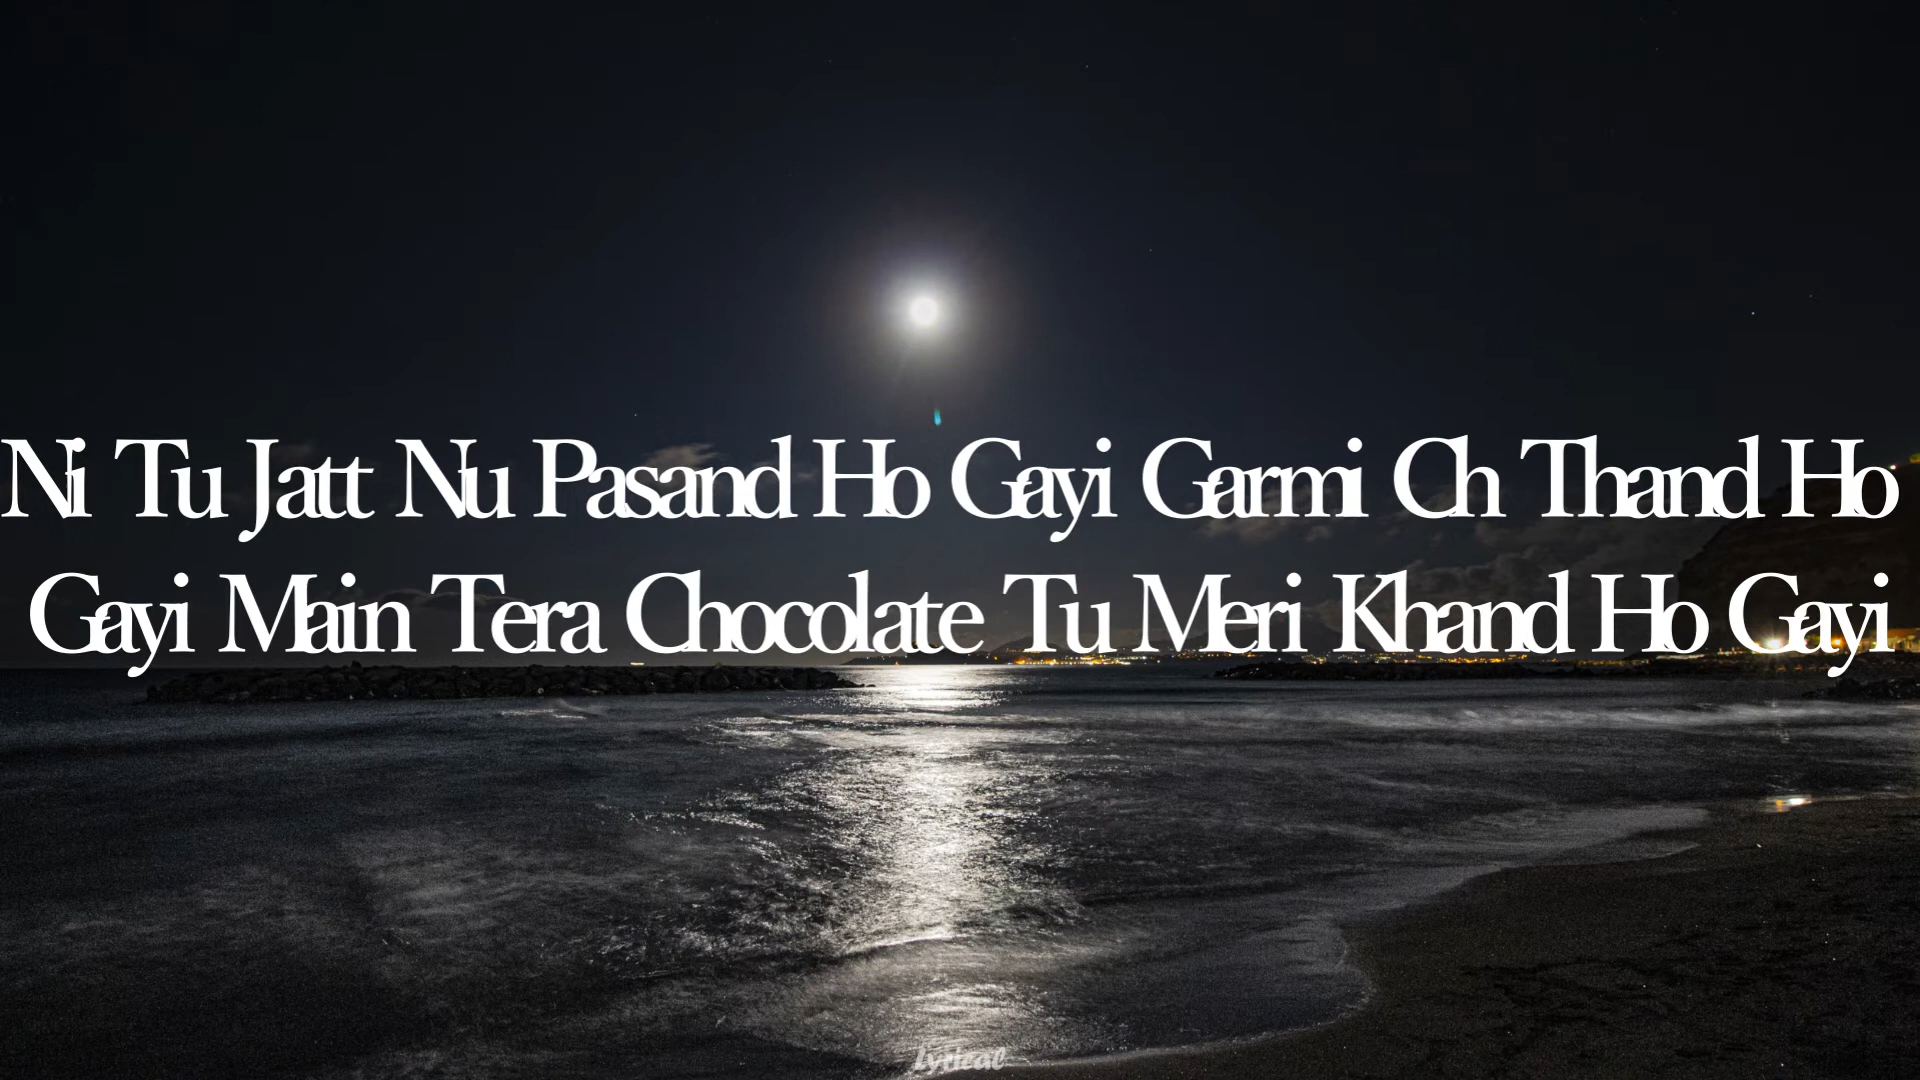 Ni Tu Jatt Nu Pasand Ho Gayi Garmi Ch Thand Ho
Gayi Main Tera Chocolate Tu Meri Khand Ho Gayi
Lyrical